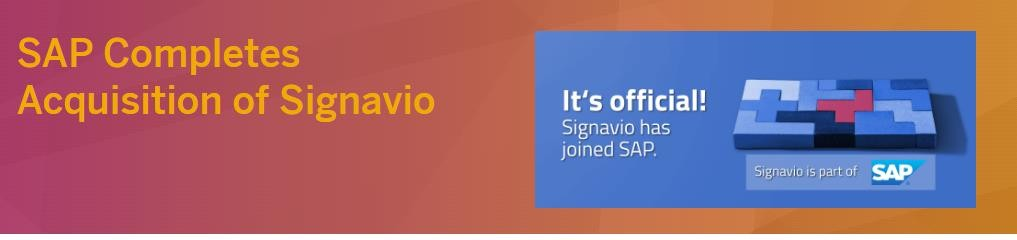 SAP Completes
Acquisition of Signavio
It's official!
Signavio has
joined SAP.
Signavio is part of SAP